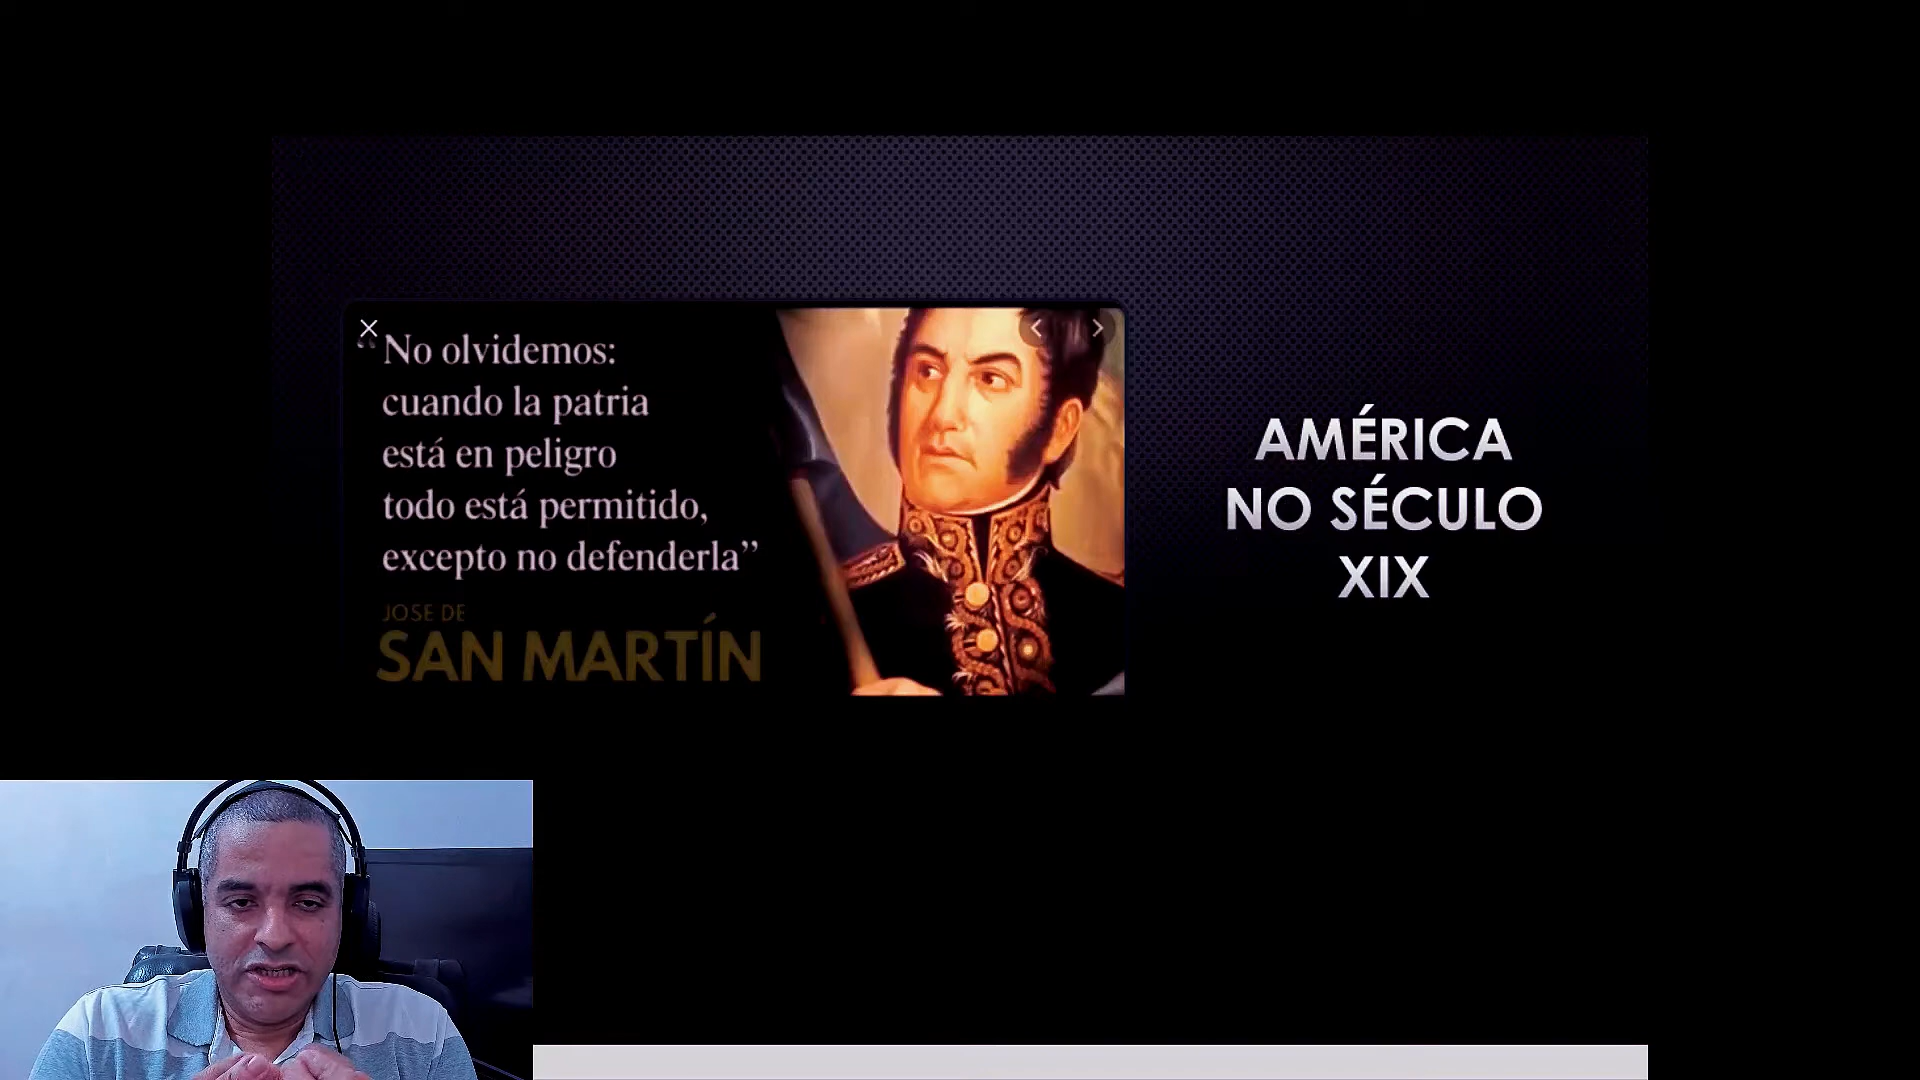 “No olvidemos:
cuando la patria
está en peligro
todo está permitido,
excepto no defenderla”
JOSE DE
SAN MARTÍN
AMÉRICA
NO SÉCULO
XIX